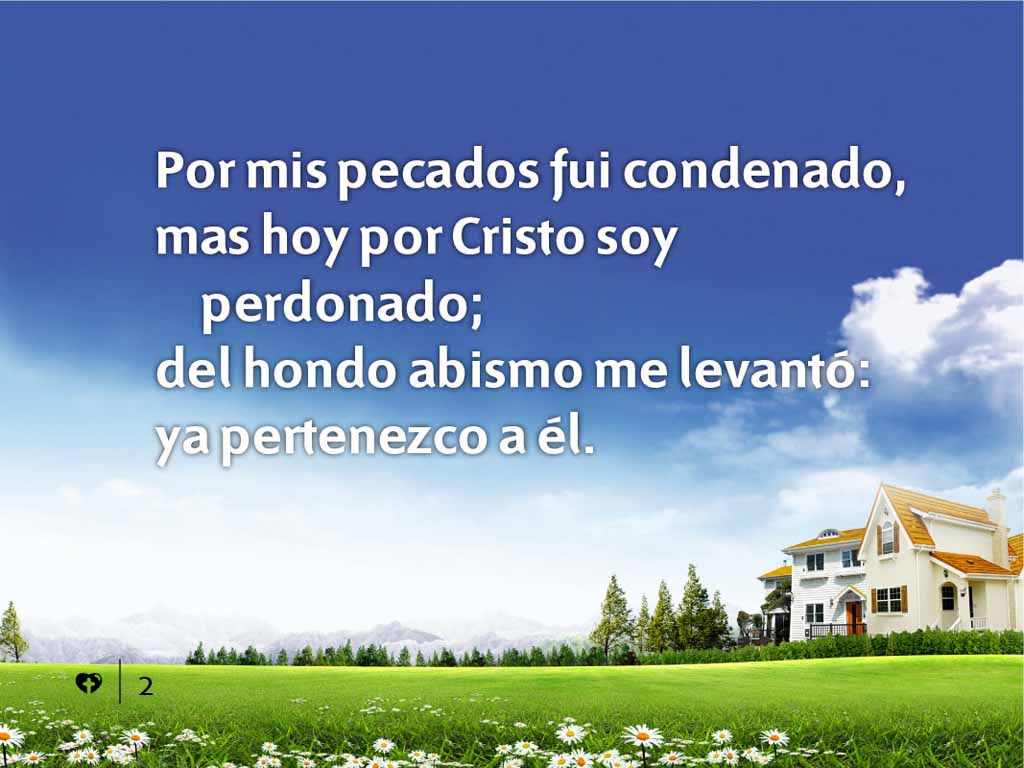 Por mis pecados fui condenado,
mas hoy por Cristo soy
perdonado;
del hondo abismo me levantó:
ya pertenezco a él.
2